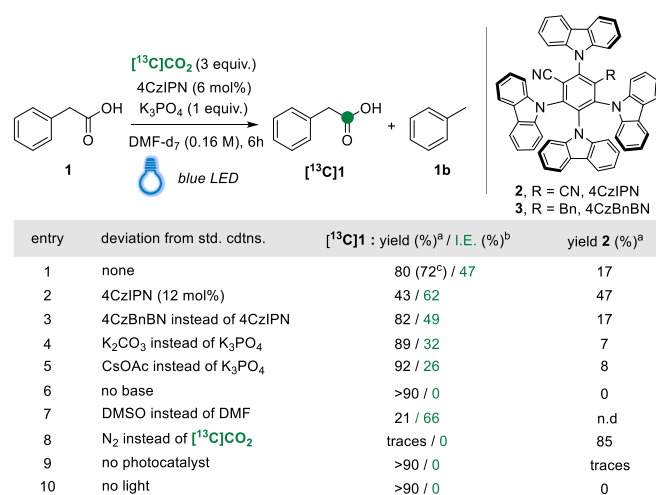 [¹³C]CO₂ (3 equiv.)
4CzIPN (6 mol%)
K₃PO₄ (1 equiv.)
DMF-d₇ (0.16 M), 6h
blue LED
OH
O
1
OH
O
[¹³C]1
+
1b
N
NC
R
N
N
N
2, R = CN, 4CzIPN
3, R = Bn, 4CzBnBN
entry deviation from std. cdtns. [¹³C]1 : yield (%)ᵃ / I.E. (%)ᵇ yield 2 (%)ᵃ
1 none 80 (72ᶜ) / 47 17
2 4CzIPN (12 mol%) 43 / 62 47
3 4CzBnBN instead of 4CzIPN 82 / 49 17
4 K₂CO₃ instead of K₃PO₄ 89 / 32 7
5 CsOAc instead of K₃PO₄ 92 / 26 8
6 no base >90 / 0 0
7 DMSO instead of DMF 21 / 66 n.d
8 N₂ instead of [¹³C]CO₂ traces / 0 85
9 no photocatalyst >90 / 0 traces
10 no light >90 / 0 0